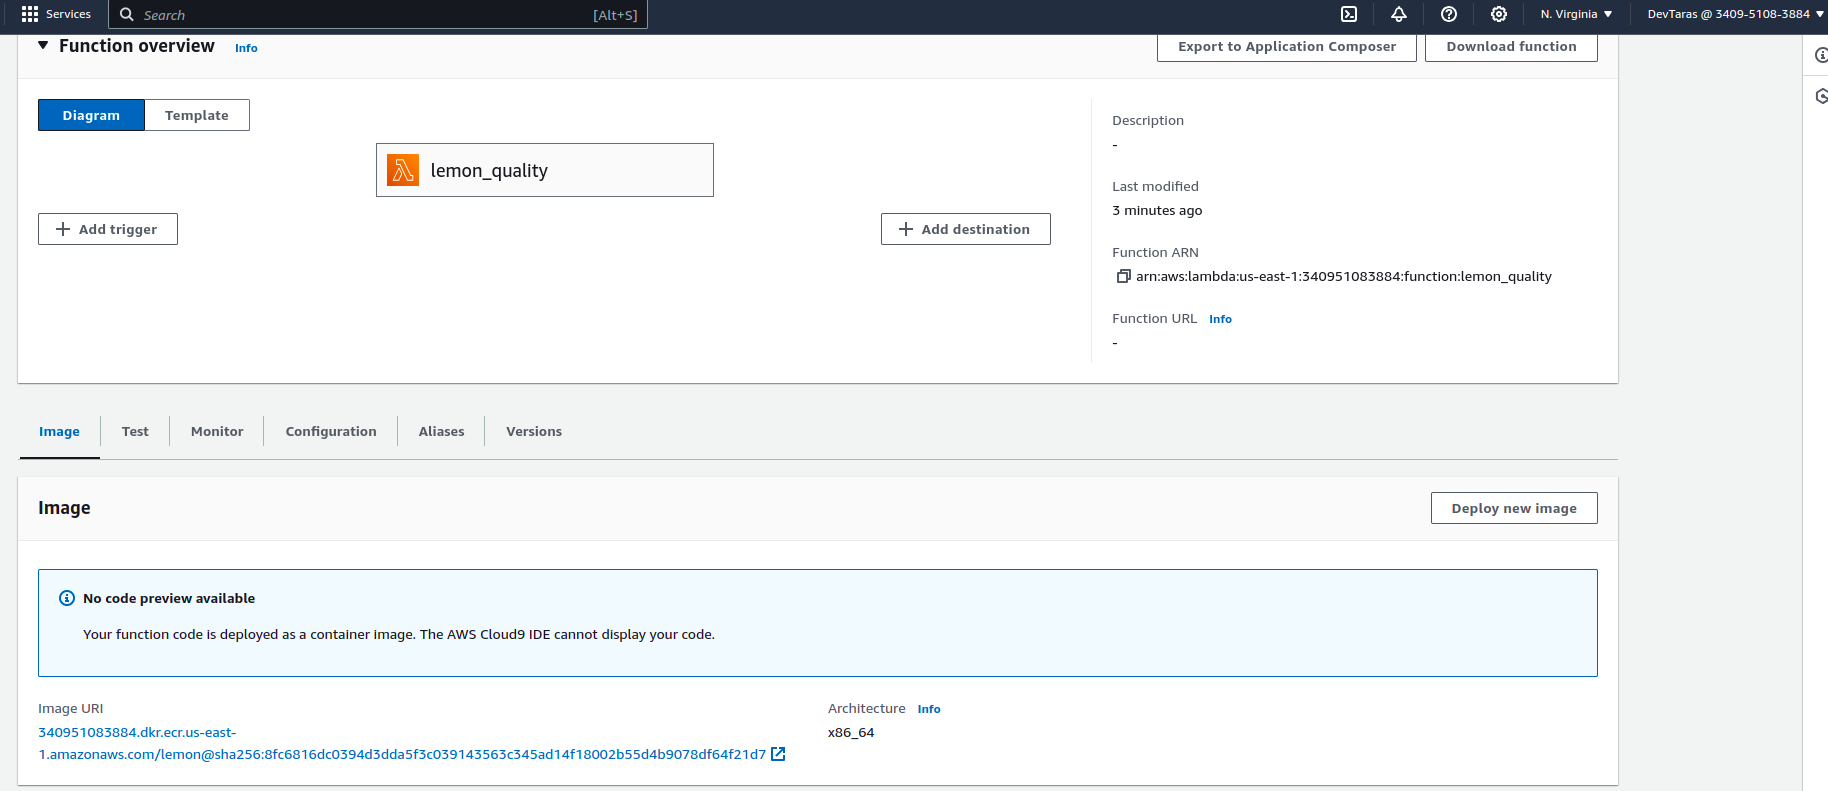 Services
Search
[Alt+S]
N. Virginia
DevTaras @ 3409-5108-3884
Function overview
Info
Export to Application Composer
Download function
Diagram
Template
lemon_quality
Add trigger
Add destination
Description
-
Last modified
3 minutes ago
Function ARN
arn:aws:lambda:us-east-1:340951083884:function:lemon_quality
Function URL Info
-
Image
Test
Monitor
Configuration
Aliases
Versions
Image
Deploy new image
No code preview available
Your function code is deployed as a container image. The AWS Cloud9 IDE cannot display your code.
Image URI
340951083884.dkr.ecr.us-east-
1.amazonaws.com/lemon@sha256:8fc6816dc0394d3dda5f3c039143563c345ad14f18002b55d4b9078df64f21d7
Architecture Info
x86_64